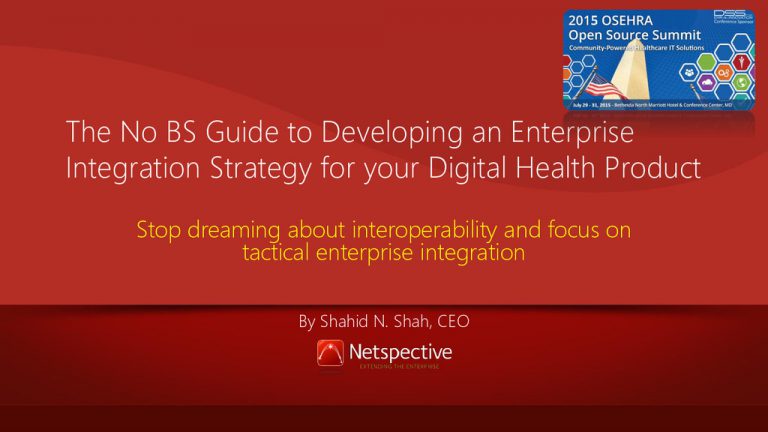 DSS
Conference Sponsor
2015 OSEHRA
Open Source Summit
Community-Powered Healthcare IT Solutions
July 29 - 31, 2015 - Bethesda North Marriott Hotel & Conference Center, MD
The No BS Guide to Developing an Enterprise
Integration Strategy for your Digital Health Product
Stop dreaming about interoperability and focus on
tactical enterprise integration
By Shahid N. Shah, CEO
Netspective
EXTENDING THE ENTERPRISE